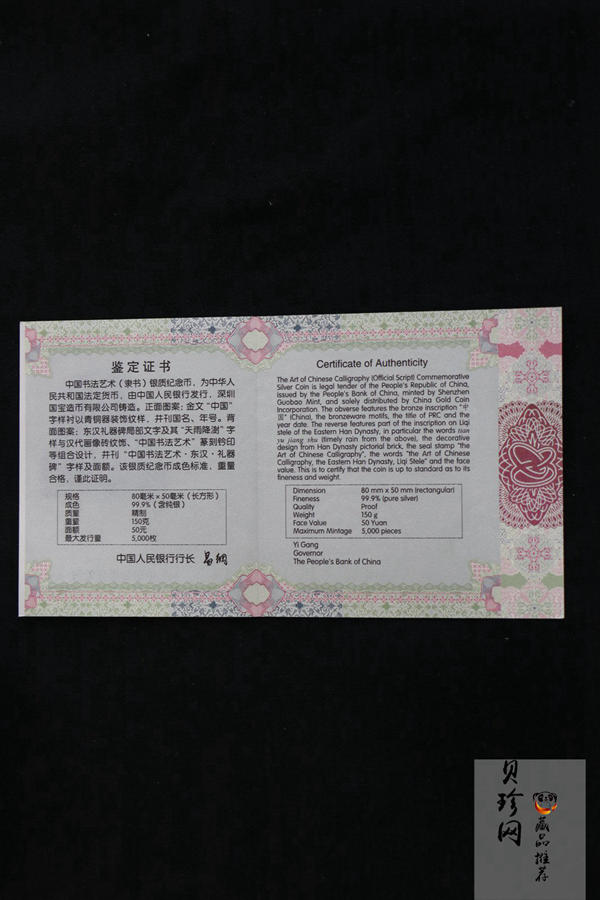 鉴定证书
中国书法艺术（隶书）银质纪念币，为中华人
民共和国法定货币，由中国人民银行发行，深圳
国宝造币有限公司铸造。正面图案：金文“中国”
字样衬以青铜器装饰纹样，并刊国名、年号。背
面图案：东汉礼器碑局部文字及其“天雨降澍”字
样与汉代画像砖纹饰、“中国书法艺术”篆刻钤印
等组合设计，并刊“中国书法艺术·东汉·礼器
碑”字样及面额。该银质纪念币成色标准，重量
合格，谨此证明。
规格 80毫米×50毫米（长方形）
成色 99.9%（含纯银）
质量 精制
重量 150克
面额 50元
最大发行量 5,000枚
中国人民银行行长 易纲
Certificate of Authenticity
The Art of Chinese Calligraphy (Official Script) Commemorative
Silver Coin is legal tender of the People's Republic of China,
issued by the People's Bank of China, minted by Shenzhen
Guobao Mint, and solely distributed by China Gold Coin
Incorporation. The obverse features the bronze inscription “中
国” (China), the bronzeware motifs, the title of PRC and the
year date. The reverse features part of the inscription on Liqi
stele of the Eastern Han Dynasty, in particular the words tian
yu jiang shu (timely rain from the above), the decorative
design from Han Dynasty pictorial brick, the seal stamp "the
Art of Chinese Calligraphy", the words "the Art of Chinese
Calligraphy, the Eastern Han Dynasty, Liqi Stele" and the face
value. This is to certify that the coin is up to standard as to its
fineness and weight.
Dimension 80 mm x 50 mm (rectangular)
Fineness 99.9% (pure silver)
Quality Proof
Weight 150 g
Face Value 50 Yuan
Maximum Mintage 5,000 pieces
Yi Gang
Governor
The People's Bank of China
贝珍网
藏品推荐